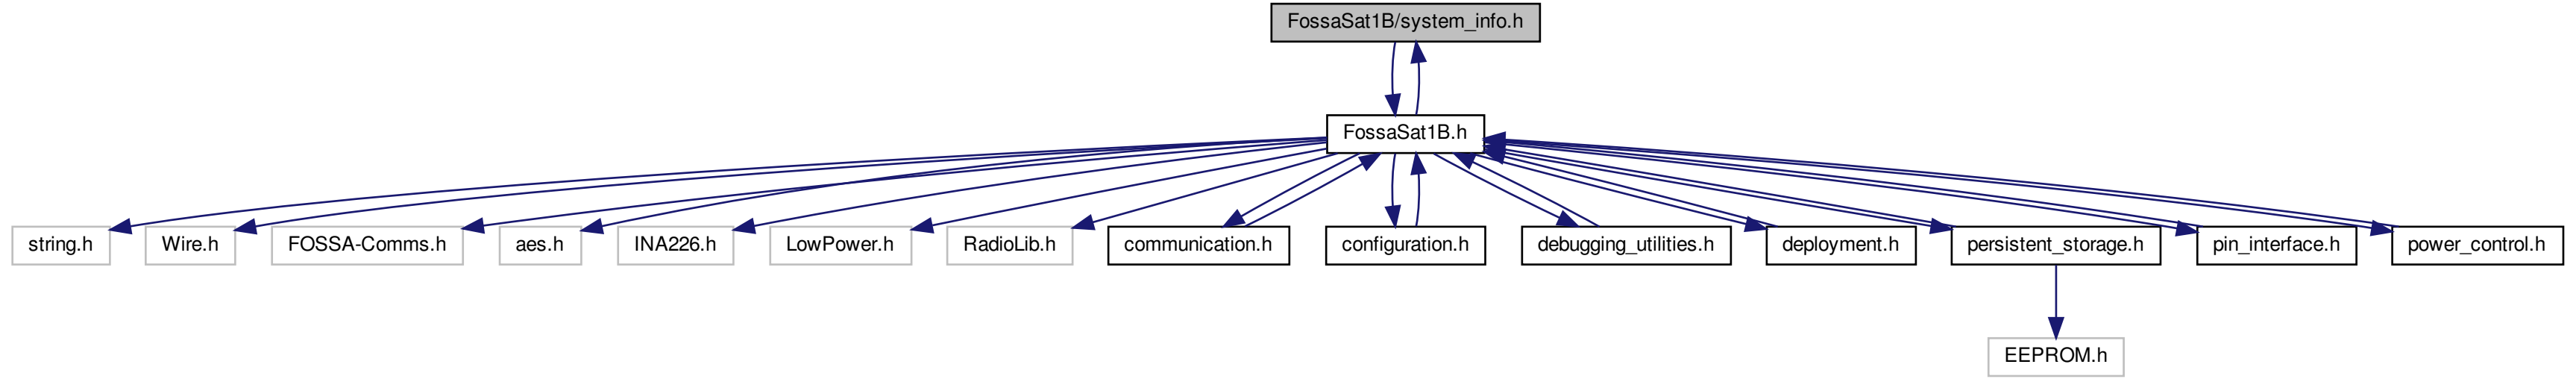 FossaSat1B/system_info.h
FossaSat1B.h
string.h
Wire.h
FOSSA-Comms.h
aes.h
INA226.h
LowPower.h
RadioLib.h
communication.h
configuration.h
debugging_utilities.h
deployment.h
persistent_storage.h
pin_interface.h
power_control.h
EEPROM.h